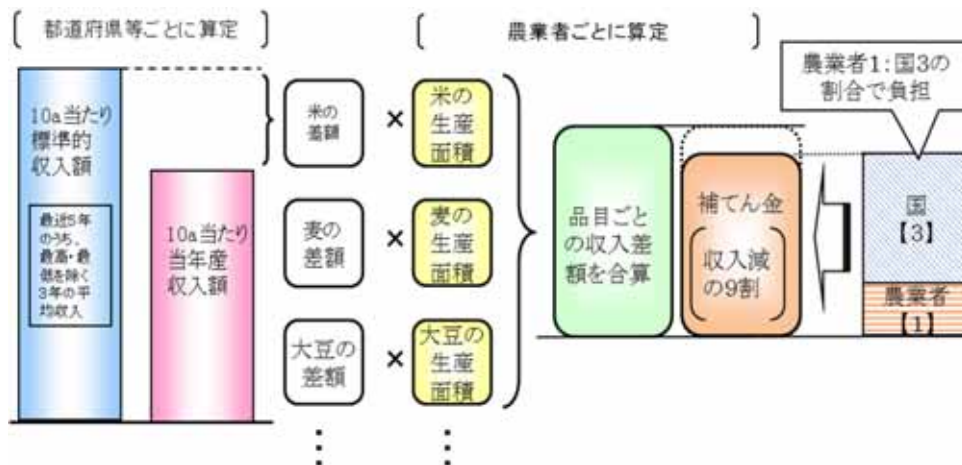 都道府県等ごとに算定
農業者ごとに算定
農業者1:国3の
割合で負担
10a当たり
標準的
収入額
最近5年
のうち、
最高・最
低を除く
3年の平
均収入
10a当たり
当年産
収入額
米の
差額
×
米の
生産
面積
麦の
差額
×
麦の
生産
面積
大豆の
差額
×
大豆の
生産
面積
品目ごと
の収入差
額を合算
補てん金
収入減
の9割
国
【3】
農業者
【1】